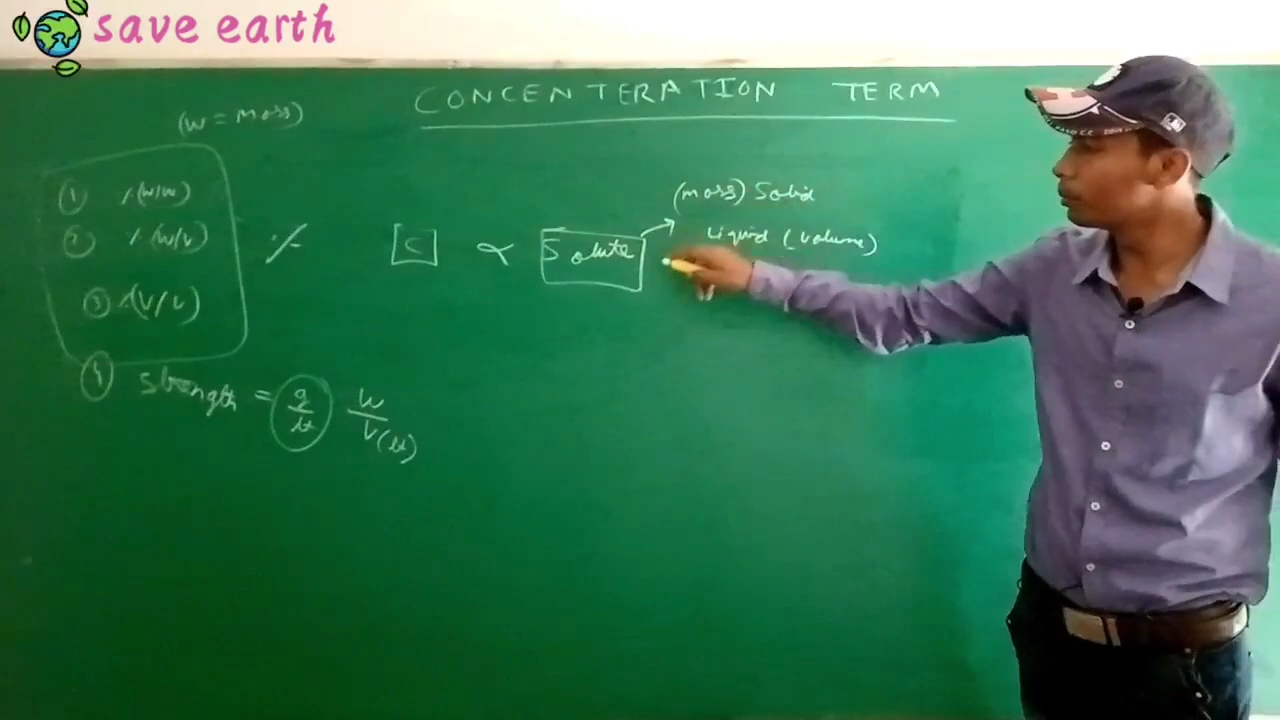 save earth
CONCENTERATION TERM
(W = mass)
① %(W/W)
② %(W/V)
③ %(V/V)
%
C ∝ Solute
(mass) Solid
Liquid (Volume)
④ Strength = g/lt W/V(lt)